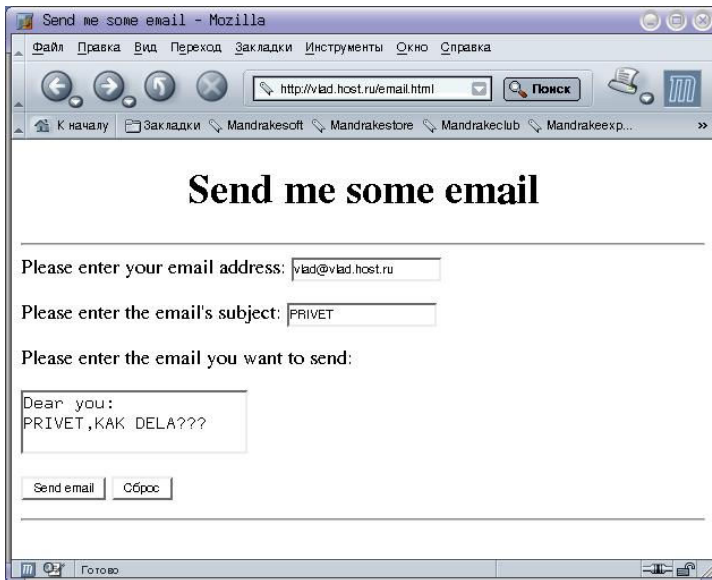 Send me some email - Mozilla
Файл Правка Вид Переход Закладки Инструменты Окно Справка
http://vlad.host.ru/email.html Поиск
К началу Закладки Mandrakesoft Mandrakestore Mandrakeclub Mandrakeexp... »
Send me some email
Please enter your email address: vlad@vlad.host.ru
Please enter the email's subject: PRIVET
Please enter the email you want to send:
Dear you:
PRIVET,KAK DELA???
Send email Сброс
Готово